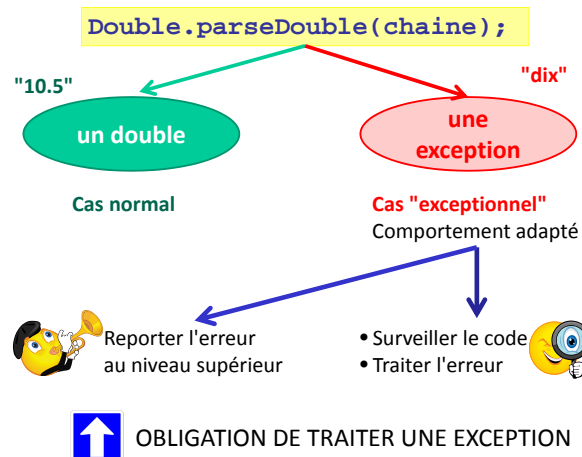 Double.parseDouble(chaine);
"10.5"
"dix"
un double
une
exception
Cas normal
Cas "exceptionnel"
Comportement adapté
Reporter l'erreur
au niveau supérieur
• Surveiller le code
• Traiter l'erreur
OBLIGATION DE TRAITER UNE EXCEPTION